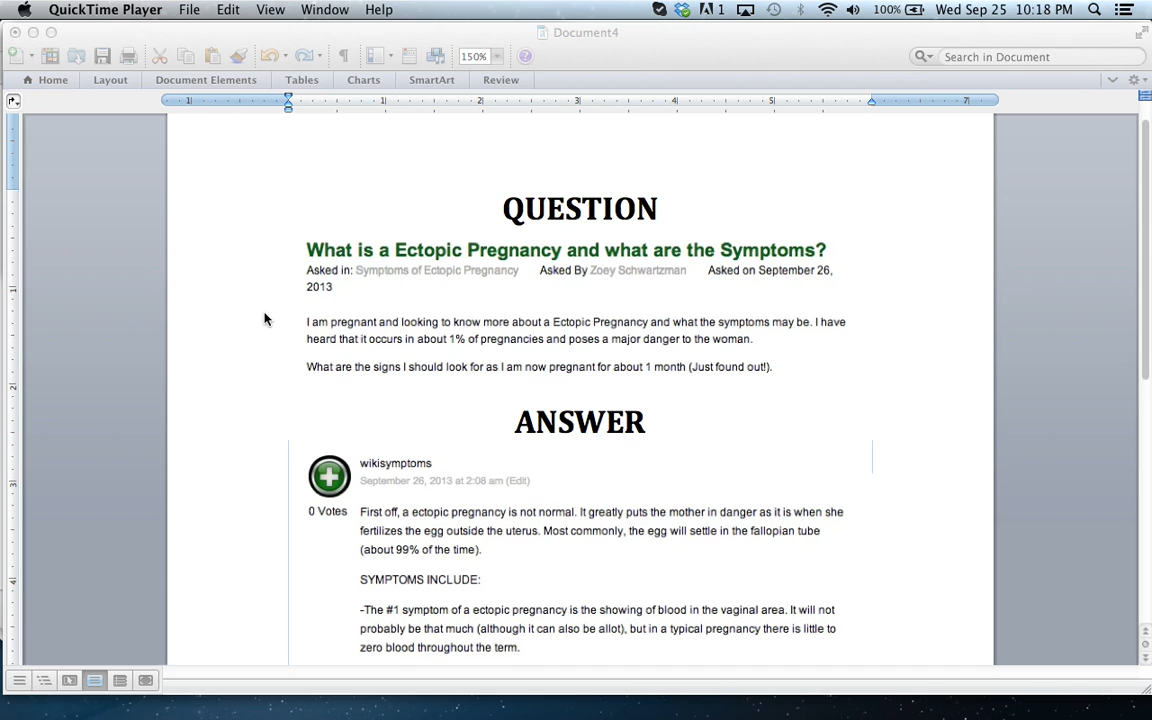 QuickTime Player File Edit View Window Help 1 100% Wed Sep 25 10:18 PM
Document4
150% Search in Document
Home Layout Document Elements Tables Charts SmartArt Review
1 1 2 3 4 5 7
QUESTION
What is a Ectopic Pregnancy and what are the Symptoms?
Asked in: Symptoms of Ectopic Pregnancy Asked By Zoey Schwartzman Asked on September 26,
2013
I am pregnant and looking to know more about a Ectopic Pregnancy and what the symptoms may be. I have
heard that it occurs in about 1% of pregnancies and poses a major danger to the woman.
What are the signs I should look for as I am now pregnant for about 1 month (Just found out!).
ANSWER
wikisymptoms
September 26, 2013 at 2:08 am (Edit)
0 Votes First off, a ectopic pregnancy is not normal. It greatly puts the mother in danger as it is when she
fertilizes the egg outside the uterus. Most commonly, the egg will settle in the fallopian tube
(about 99% of the time).
SYMPTOMS INCLUDE:
-The #1 symptom of a ectopic pregnancy is the showing of blood in the vaginal area. It will not
probably be that much (although it can also be allot), but in a typical pregnancy there is little to
zero blood throughout the term.